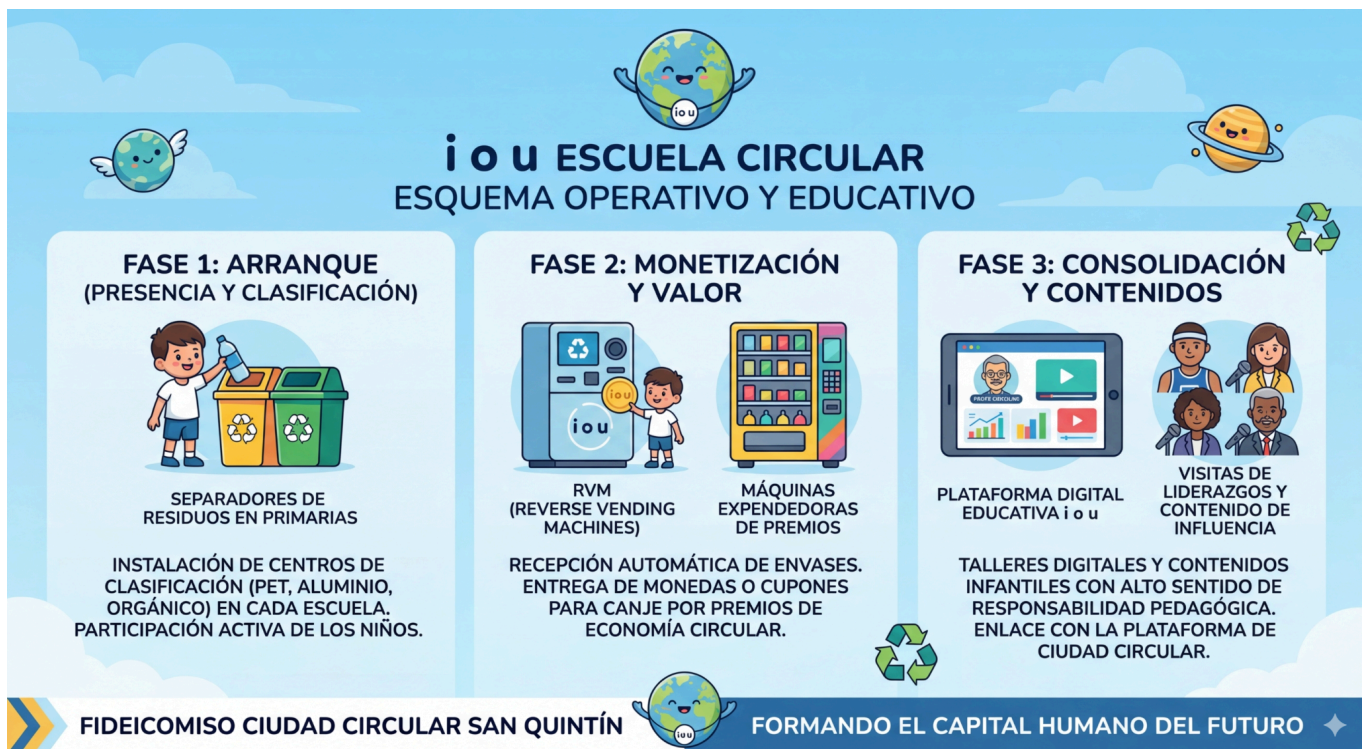 iou
i o u ESCUELA CIRCULAR
ESQUEMA OPERATIVO Y EDUCATIVO
FASE 1: ARRANQUE
(PRESENCIA Y CLASIFICACIÓN)
SEPARADORES DE
RESIDUOS EN PRIMARIAS
INSTALACIÓN DE CENTROS DE
CLASIFICACIÓN (PET, ALUMINIO,
ORGÁNICO) EN CADA ESCUELA.
PARTICIPACIÓN ACTIVA DE LOS NIÑOS.
FASE 2: MONETIZACIÓN
Y VALOR
iou
iou
RVM
(REVERSE VENDING
MACHINES)
MÁQUINAS
EXPENDEDORAS
DE PREMIOS
RECEPCIÓN AUTOMÁTICA DE ENVASES.
ENTREGA DE MONEDAS O CUPONES
PARA CANJE POR PREMIOS DE
ECONOMÍA CIRCULAR.
FASE 3: CONSOLIDACIÓN
Y CONTENIDOS
PLATAFORMA DIGITAL
EDUCATIVA i o u
VISITAS DE
LIDERAZGOS Y
CONTENIDO DE
INFLUENCIA
TALLERES DIGITALES Y CONTENIDOS
INFANTILES CON ALTO SENTIDO DE
RESPONSABILIDAD PEDAGÓGICA.
ENLACE CON LA PLATAFORMA DE
CIUDAD CIRCULAR.
FIDEICOMISO CIUDAD CIRCULAR SAN QUINTÍN
iou
FORMANDO EL CAPITAL HUMANO DEL FUTURO